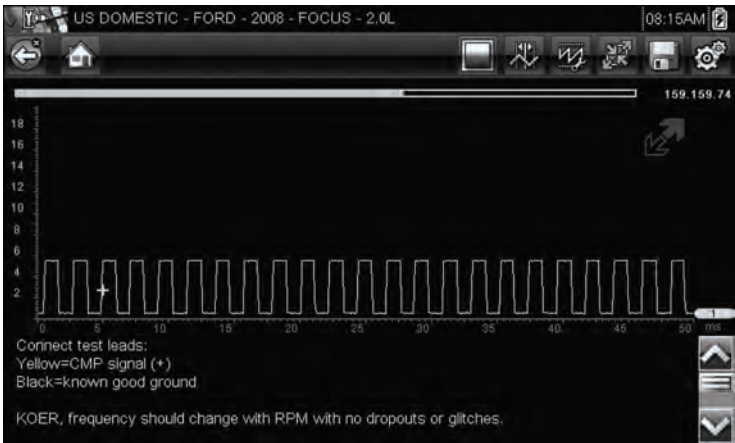 US DOMESTIC - FORD - 2008 - FOCUS - 2.0L 08:15AM
159.159.74
18
16
14
12
10
8
6
4
2
0 5 10 15 20 25 30 35 40 45 50 ms
1
Connect test leads:
Yellow=CMP signal (+)
Black=known good ground
KOER, frequency should change with RPM with no dropouts or glitches.